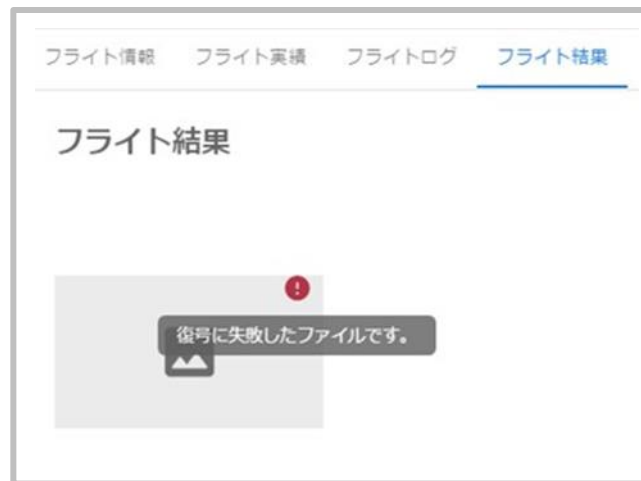 フライト情報 フライト実績 フライトログ フライト結果
フライト結果
復号に失敗したファイルです。